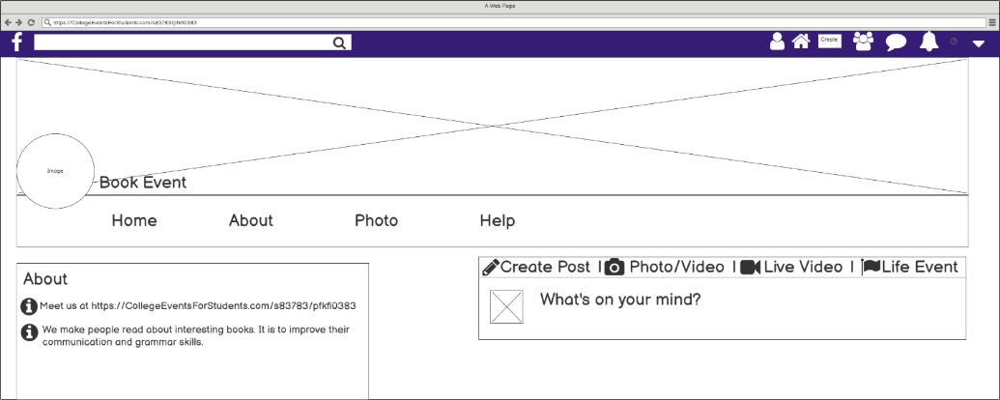 A Web Page
https://CollegeEventsForStudents.com/s83783/pfkfi0383
f
Create
Image
Book Event
Home About Photo Help
Create Post | Photo/Video | Live Video | Life Event
What's on your mind?
About
Meet us at https://CollegeEventsForStudents.com/s83783/pfkfi0383
We make people read about interesting books. It is to improve their
communication and grammar skills.